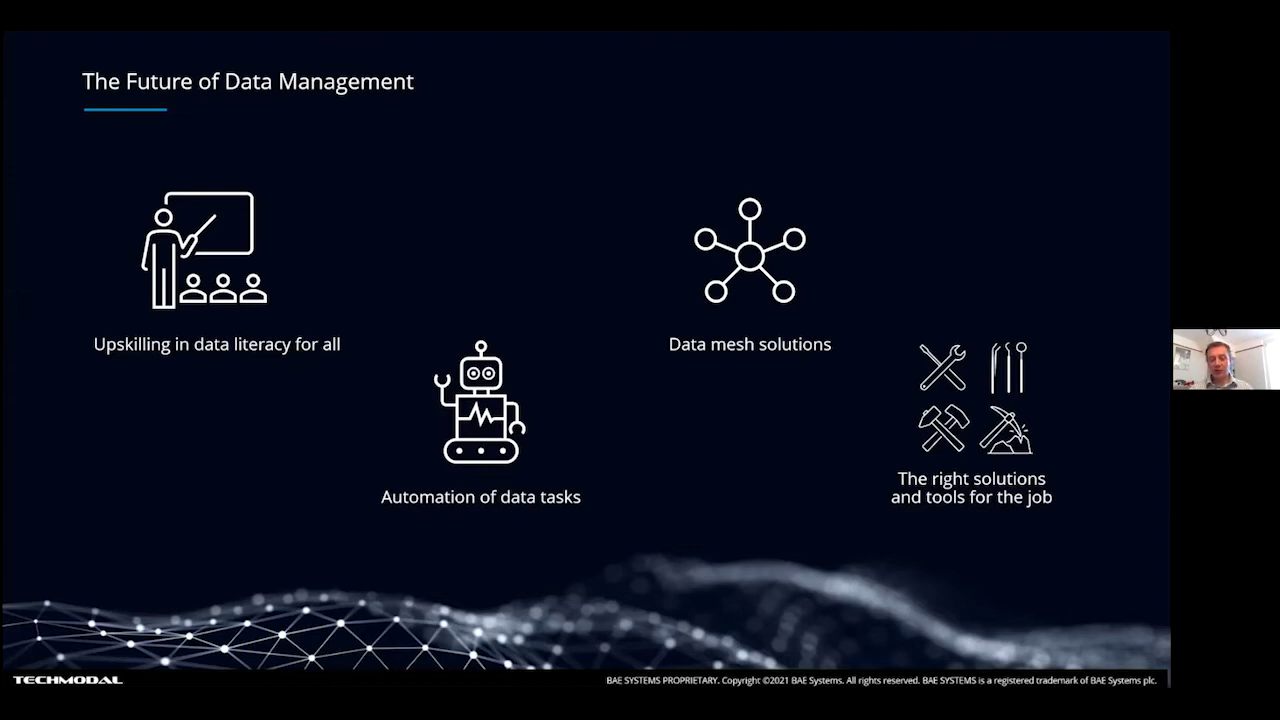 The Future of Data Management
Upskilling in data literacy for all
Automation of data tasks
Data mesh solutions
The right solutions
and tools for the job
TECHMODAL
BAE SYSTEMS PROPRIETARY. Copyright ©2021 BAE Systems. All rights reserved. BAE SYSTEMS is a registered trademark of BAE Systems plc.